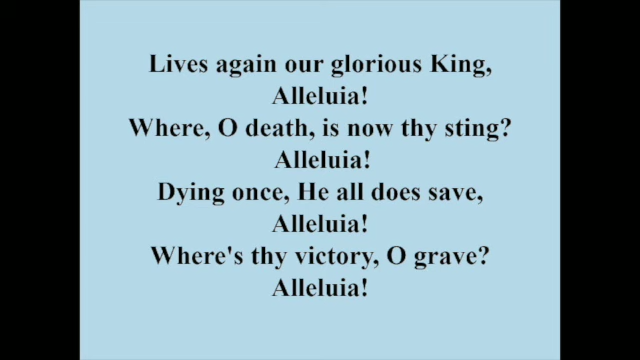 Lives again our glorious King,
Alleluia!
Where, O death, is now thy sting?
Alleluia!
Dying once, He all does save,
Alleluia!
Where's thy victory, O grave?
Alleluia!